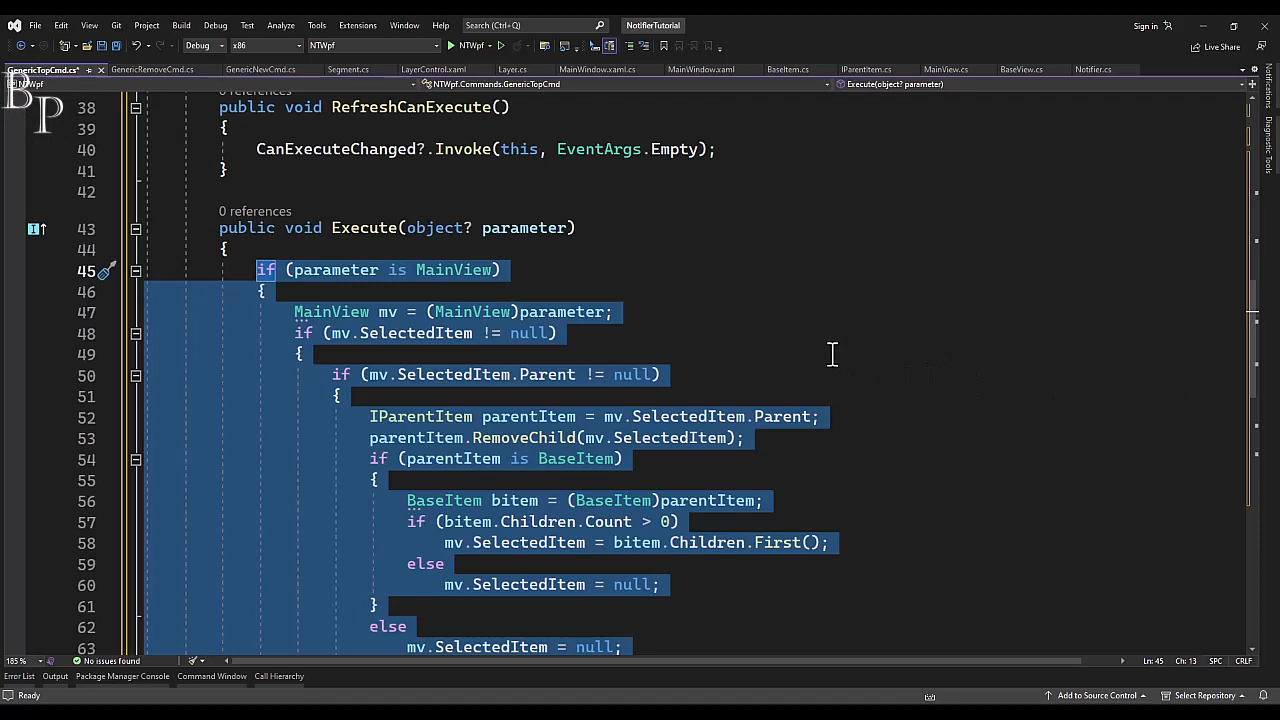 File Edit View Git Project Build Debug Test Analyze Tools Extensions Window Help Search (Ctrl+Q) NotifierTutorial Sign in
Debug x86 NTWpf NTWpf Live Share
GenericTopCmd.cs* GenericRemoveCmd.cs GenericNewCmd.cs Segment.cs LayerControl.xaml Layer.cs MainWindow.xaml.cs MainWindow.xaml BaseItem.cs IParentItem.cs MainView.cs BaseView.cs Notifier.cs
NTWpf NTWpf.Commands.GenericTopCmd Execute(object? parameter)
BP
Notifications
Diagnostic Tools
0 references
38 public void RefreshCanExecute()
39 {
40 CanExecuteChanged?.Invoke(this, EventArgs.Empty);
41 }
42
0 references
43 public void Execute(object? parameter)
44 {
45 if (parameter is MainView)
46 {
47 MainView mv = (MainView)parameter;
48 if (mv.SelectedItem != null)
49 {
50 if (mv.SelectedItem.Parent != null)
51 {
52 IParentItem parentItem = mv.SelectedItem.Parent;
53 parentItem.RemoveChild(mv.SelectedItem);
54 if (parentItem is BaseItem)
55 {
56 BaseItem bitem = (BaseItem)parentItem;
57 if (bitem.Children.Count > 0)
58 mv.SelectedItem = bitem.Children.First();
59 else
60 mv.SelectedItem = null;
61 }
62 else
63 mv.SelectedItem = null;
185 % No issues found Ln: 45 Ch: 13 SPC CRLF
Error List Output Package Manager Console Command Window Call Hierarchy
Ready Add to Source Control Select Repository